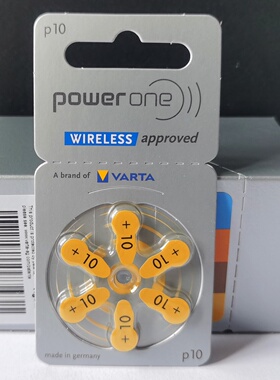 p10
power one
WIRELESS approved
A brand of VARTA
+ 10
+ 10
+ 10
+ 10
+ 10
+ 10
made in germany
p10